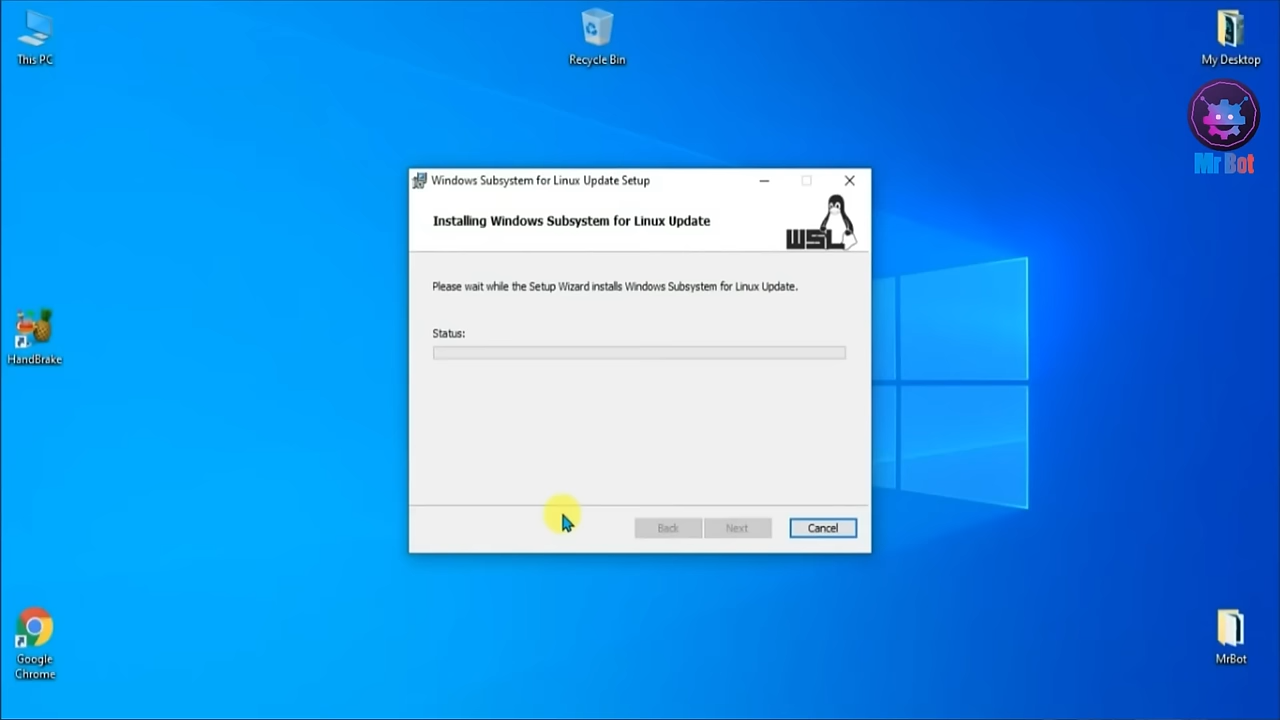 This PC
Recycle Bin
My Desktop
Mr Bot
Windows Subsystem for Linux Update Setup
Installing Windows Subsystem for Linux Update
WSL
Please wait while the Setup Wizard installs Windows Subsystem for Linux Update.
Status:
HandBrake
Back
Next
Cancel
Google
Chrome
MrBot